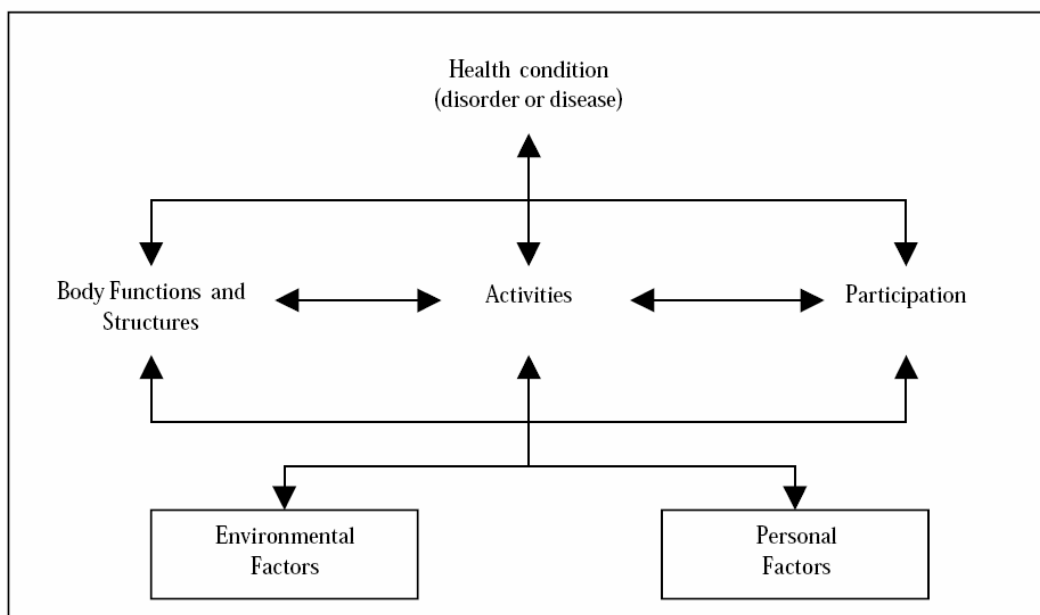 Health condition
(disorder or disease)
Body Functions and
Structures
Activities
Participation
Environmental
Factors
Personal
Factors